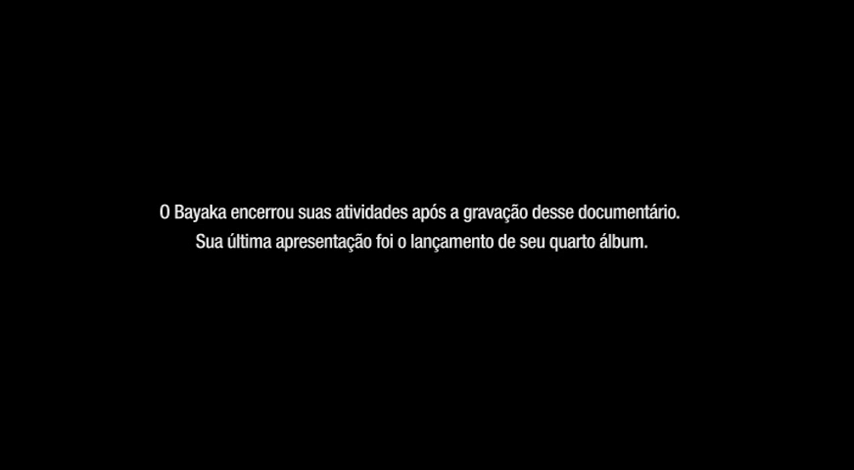 O Bayaka encerrou suas atividades após a gravação desse documentário.
Sua última apresentação foi o lançamento de seu quarto álbum.